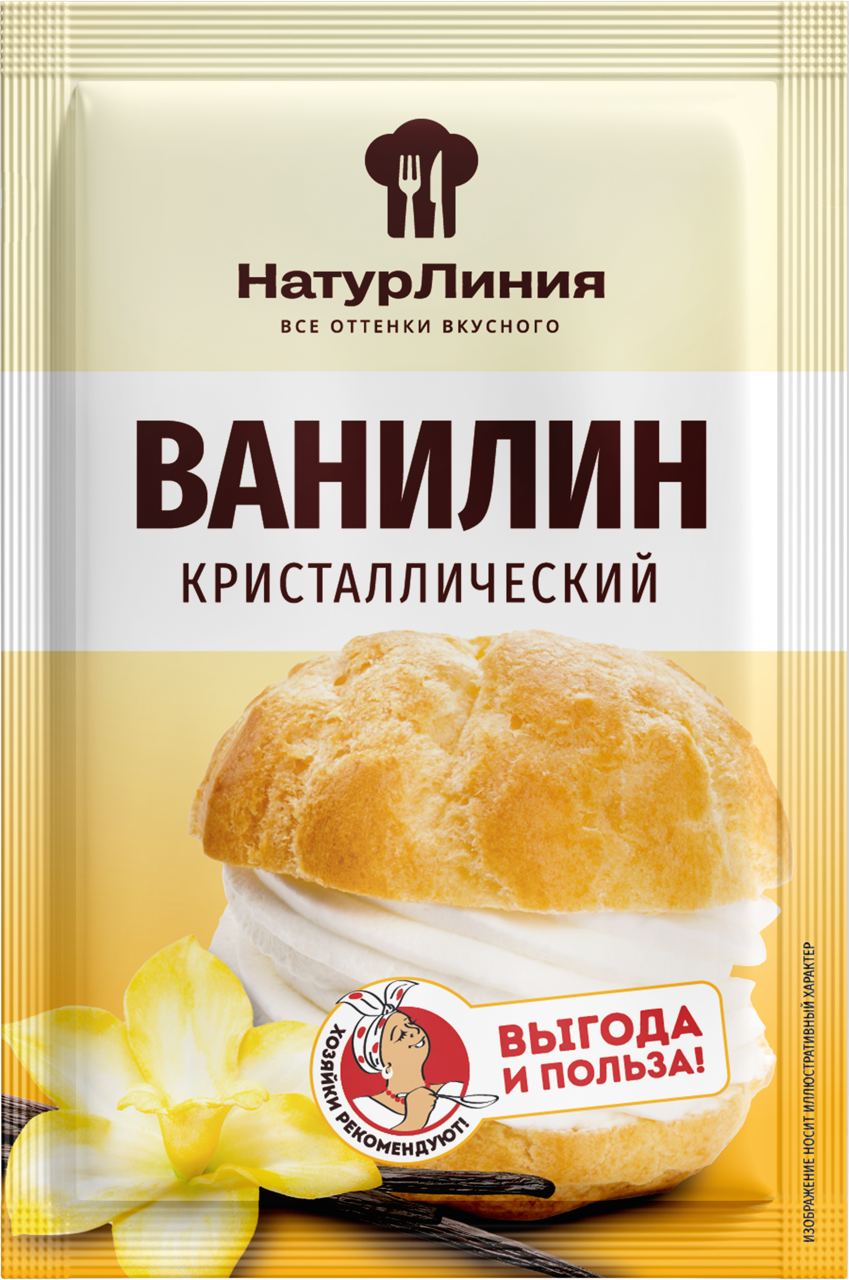 НатурЛиния
ВСЕ ОТТЕНКИ ВКУСНОГО
ВАНИЛИН
КРИСТАЛЛИЧЕСКИЙ
ХОЗЯЙКИ РЕКОМЕНДУЮТ!
ВЫГОДА
И ПОЛЬЗА!
ИЗОБРАЖЕНИЕ НОСИТ ИЛЛЮСТРАТИВНЫЙ ХАРАКТЕР